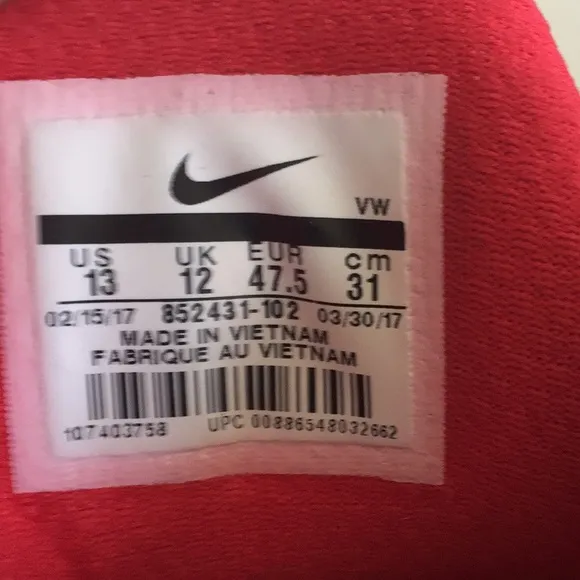 VW
US UK EUR cm
13 12 47.5 31
02/15/17 852431-102 03/30/17
MADE IN VIETNAM
FABRIQUE AU VIETNAM
107403758 UPC 00886548032662